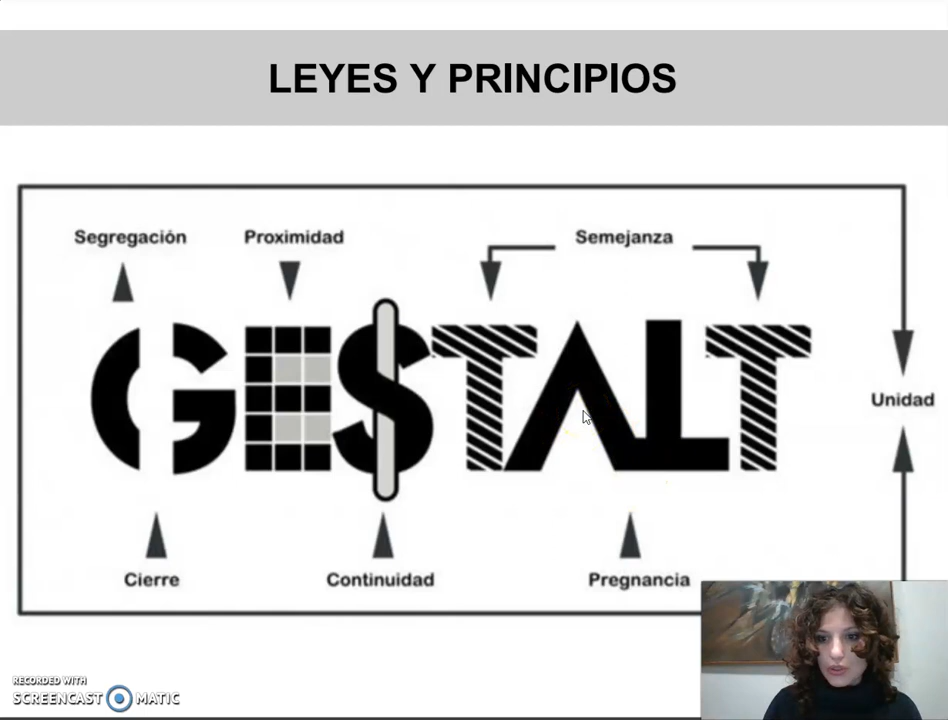 LEYES Y PRINCIPIOS
Segregación Proximidad Semejanza
GESTALT
Unidad
Cierre Continuidad Pregnancia
RECORDED WITH
SCREENCAST MATIC